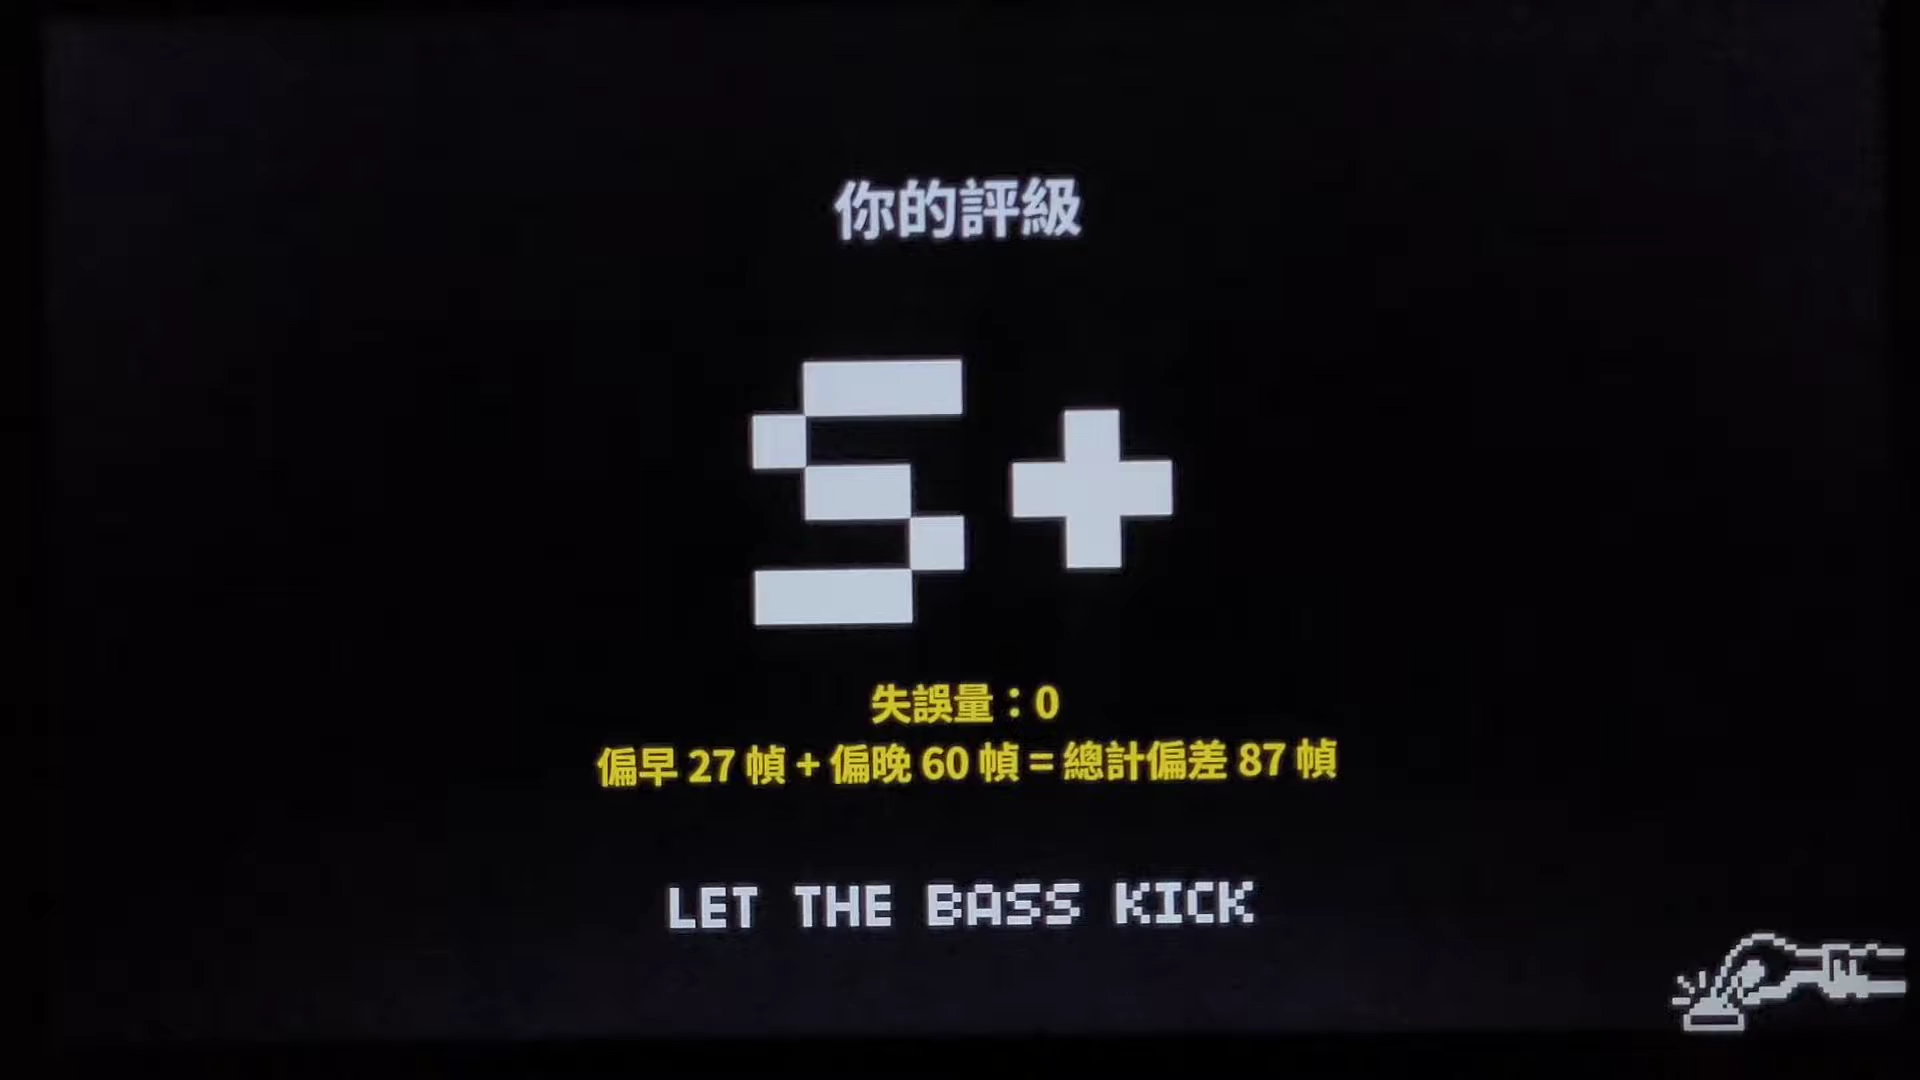 你的評級
S+
失誤量：0
偏早 27 幀 + 偏晚 60 幀 = 總計偏差 87 幀
LET THE BASS KICK